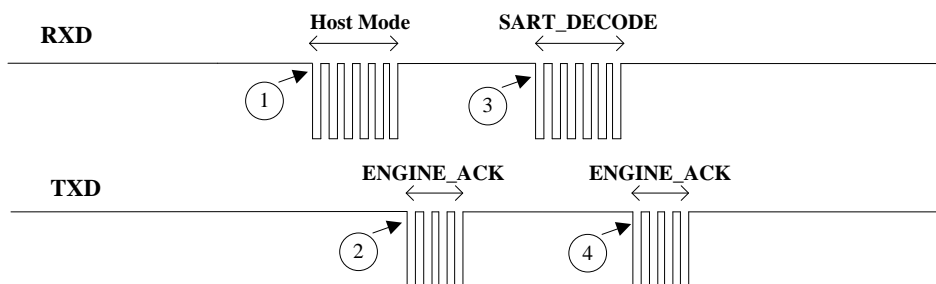 Host Mode
SART_DECODE
RXD
1
3
ENGINE_ACK
ENGINE_ACK
TXD
2
4